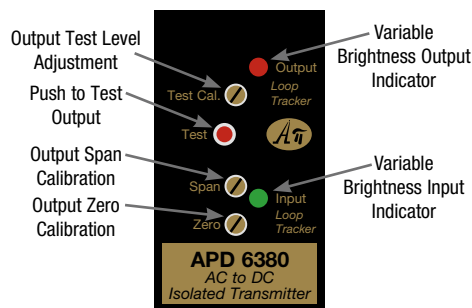 Output Test Level
Adjustment
Push to Test
Output
Output Span
Calibration
Output Zero
Calibration
Output
Loop
Tracker
Test Cal.
Test
Span
Input
Loop
Tracker
Zero
APD 6380
AC to DC
Isolated Transmitter
Variable
Brightness Output
Indicator
Variable
Brightness Input
Indicator